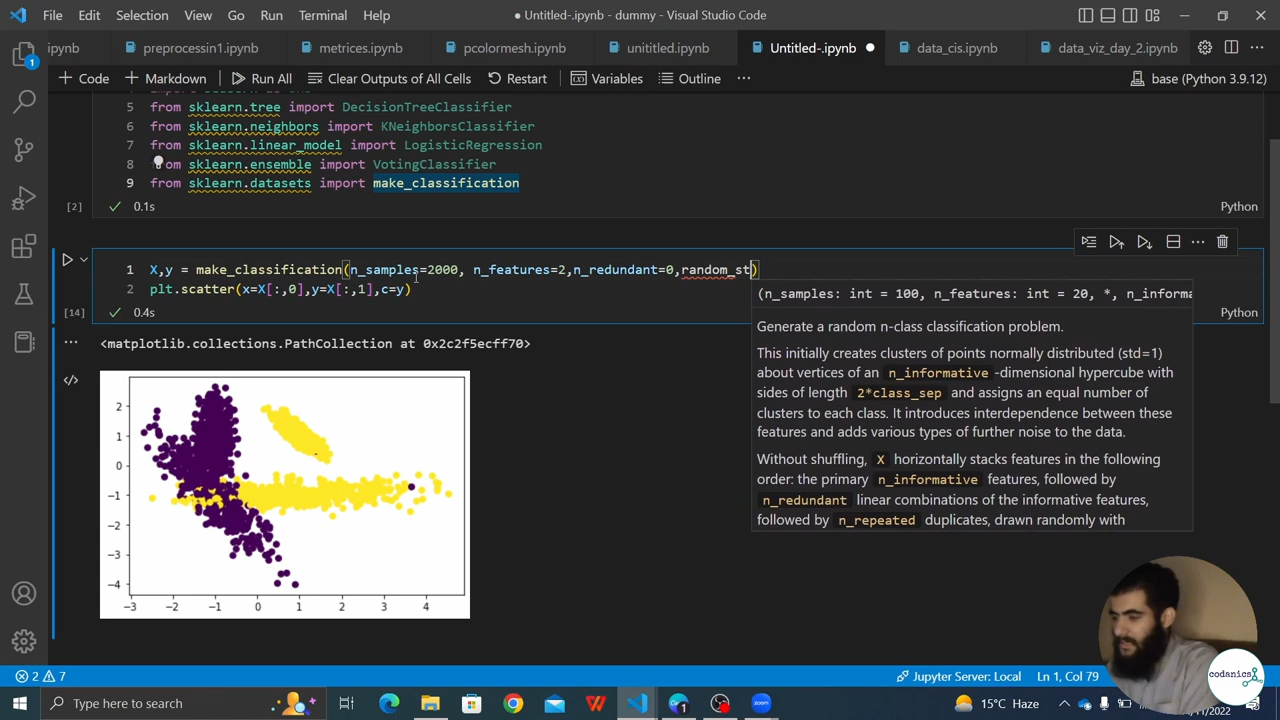 File Edit Selection View Go Run Terminal Help
● Untitled-.ipynb - dummy - Visual Studio Code
ipynb preprocessin1.ipynb metrices.ipynb pcolormesh.ipynb unititled.ipynb Untitled-.ipynb data_cis.ipynb data_viz_day_2.ipynb
1
Code Markdown Run All Clear Outputs of All Cells Restart Variables Outline ··· base (Python 3.9.12)
5 from sklearn.tree import DecisionTreeClassifier
6 from sklearn.neighbors import KNeighborsClassifier
7 from sklearn.linear_model import LogisticRegression
8 from sklearn.ensemble import VotingClassifier
9 from sklearn.datasets import make_classification
[2] 0.1s Python
1 X,y = make_classification(n_samples=2000, n_features=2,n_redundant=0,random_st)
2 plt.scatter(x=X[:,0],y=X[:,1],c=y)
[14] 0.4s Python
(n_samples: int = 100, n_features: int = 20, *, n_informa
Generate a random n-class classification problem.
This initially creates clusters of points normally distributed (std=1)
about vertices of an n_informative -dimensional hypercube with
sides of length 2*class_sep and assigns an equal number of
clusters to each class. It introduces interdependence between these
features and adds various types of further noise to the data.
Without shuffling, X horizontally stacks features in the following
order: the primary n_informative features, followed by
n_redundant linear combinations of the informative features,
followed by n_repeated duplicates, drawn randomly with
<matplotlib.collections.PathCollection at 0x2c2f5ecff70>
2
1
0
−1
−2
−3
−4
−3 −2 −1 0 1 2 3 4
codanics
2 7 Jupyter Server: Local Ln 1, Col 79
Type here to search
1
15°C Haze
/11/2022